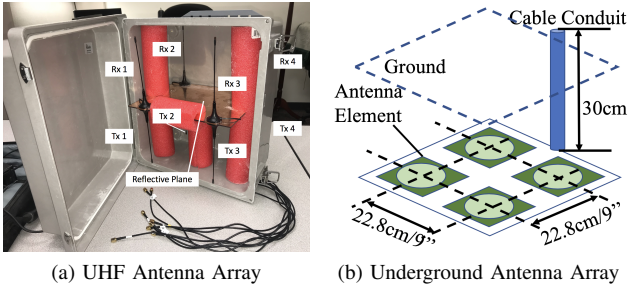 Rx 2
Rx 1
Rx 4
Rx 3
Tx 1
Tx 2
Tx 4
Tx 3
Reflective Plane
Cable Conduit
Ground
Antenna
Element
30cm
22.8cm/9”
22.8cm/9”
(a) UHF Antenna Array
(b) Underground Antenna Array